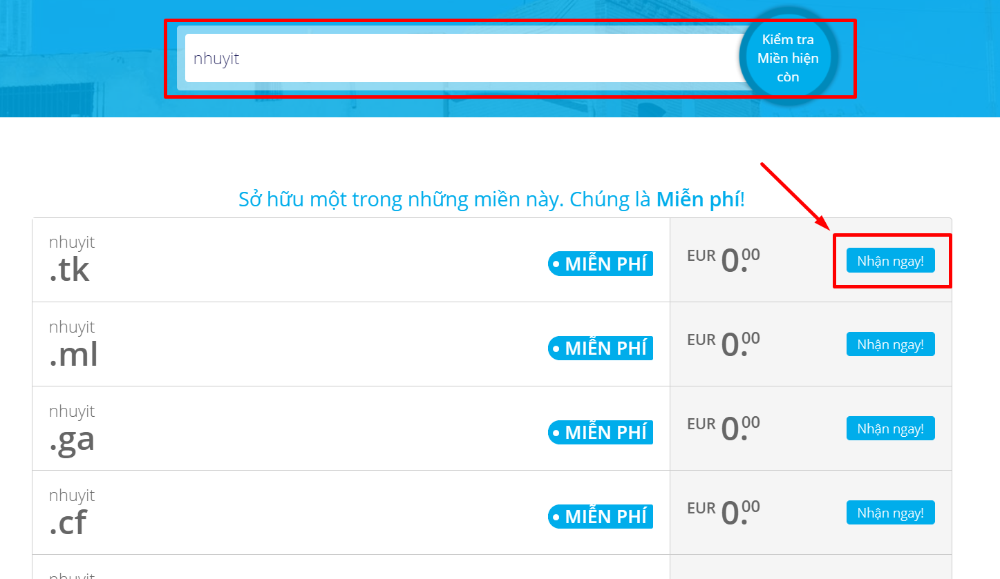 nhuyit
Kiểm tra
Miền hiện
còn
Sở hữu một trong những miền này. Chúng là Miễn phí!
nhuyit
.tk
MIỄN PHÍ
EUR 0.00
Nhận ngay!
nhuyit
.ml
MIỄN PHÍ
EUR 0.00
Nhận ngay!
nhuyit
.ga
MIỄN PHÍ
EUR 0.00
Nhận ngay!
nhuyit
.cf
MIỄN PHÍ
EUR 0.00
Nhận ngay!
nhuyit